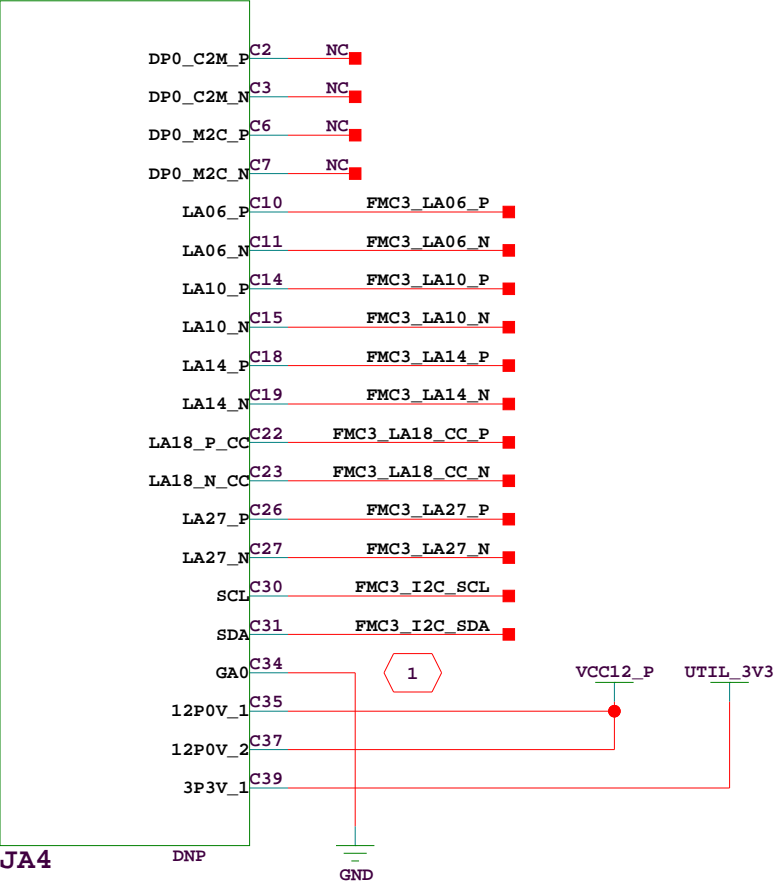 DP0_C2M_P C2 NC
DP0_C2M_N C3 NC
DP0_M2C_P C6 NC
DP0_M2C_N C7 NC
LA06_P C10 FMC3_LA06_P
LA06_N C11 FMC3_LA06_N
LA10_P C14 FMC3_LA10_P
LA10_N C15 FMC3_LA10_N
LA14_P C18 FMC3_LA14_P
LA14_N C19 FMC3_LA14_N
LA18_P_CC C22 FMC3_LA18_CC_P
LA18_N_CC C23 FMC3_LA18_CC_N
LA27_P C26 FMC3_LA27_P
LA27_N C27 FMC3_LA27_N
SCL C30 FMC3_I2C_SCL
SDA C31 FMC3_I2C_SDA
GA0 C34 1 VCC12_P UTIL_3V3
12P0V_1 C35
12P0V_2 C37
3P3V_1 C39
JA4 DNP
GND